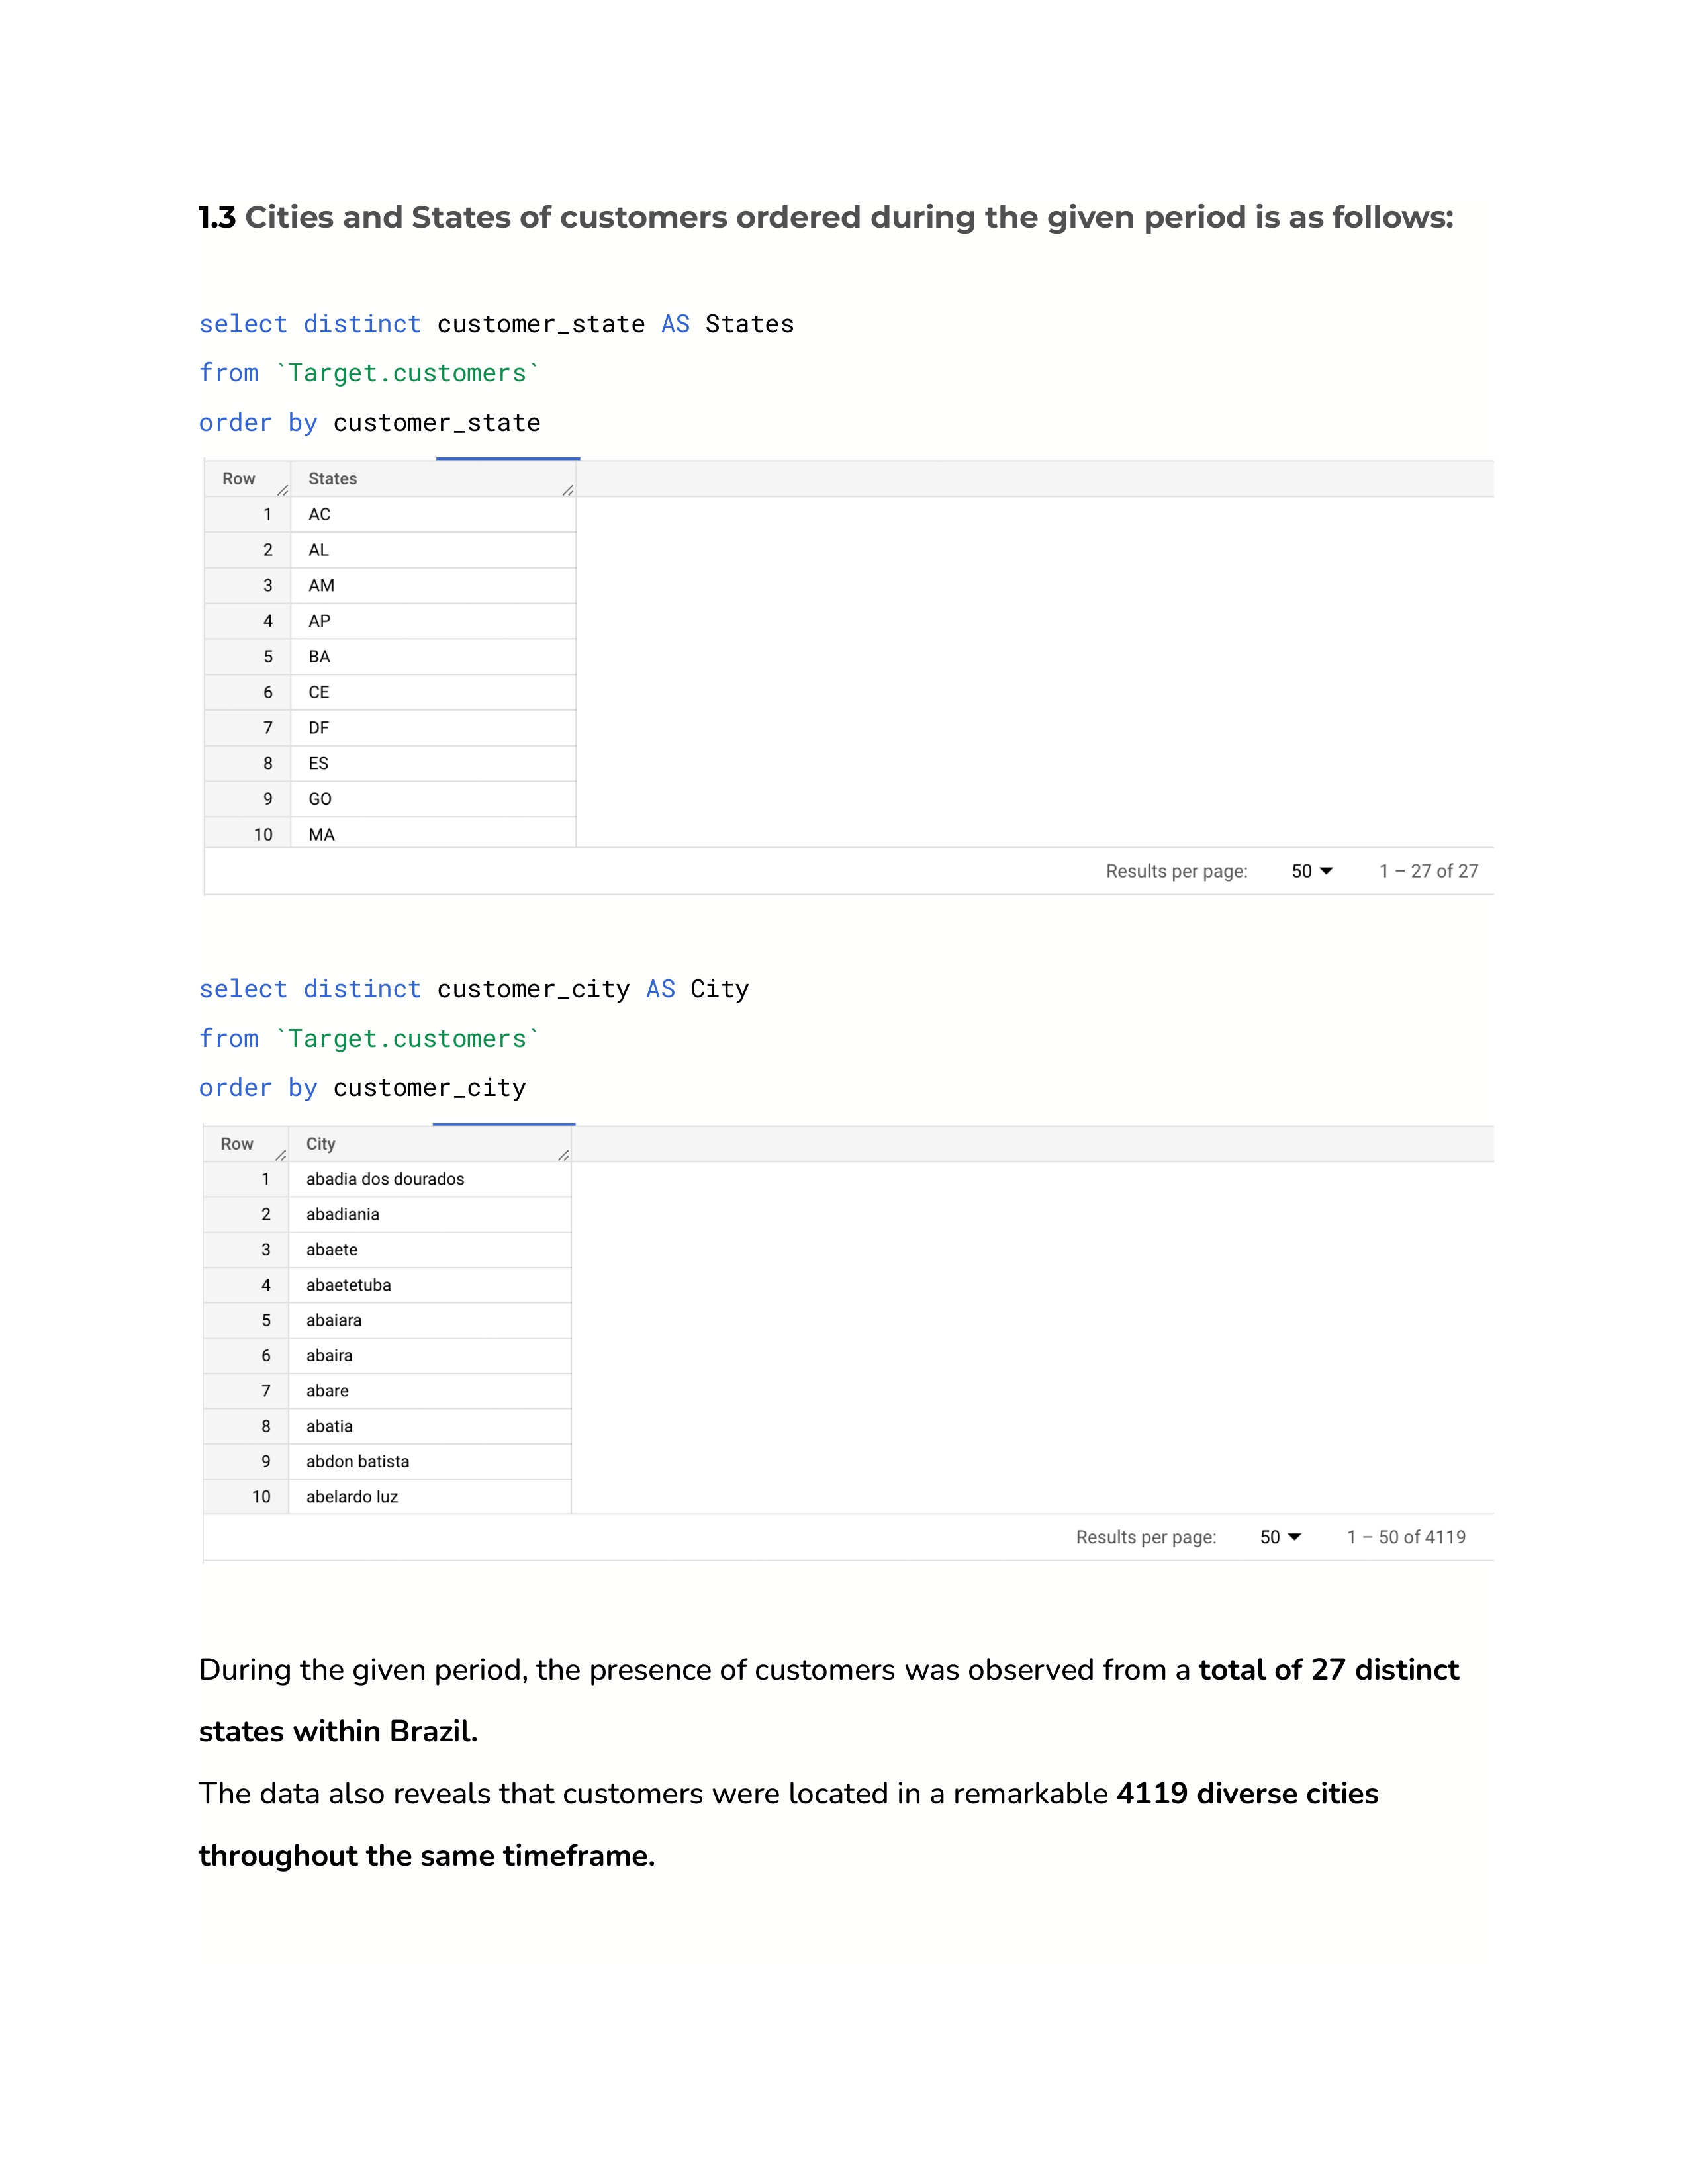 1.3 Cities and States of customers ordered during the given period is as follows:
select distinct customer_state AS States
from `Target.customers`
order by customer_state
Row States
1 AC
2 AL
3 AM
4 AP
5 BA
6 CE
7 DF
8 ES
9 GO
10 MA
Results per page: 50 1 – 27 of 27
select distinct customer_city AS City
from `Target.customers`
order by customer_city
Row City
1 abadia dos dourados
2 abadiania
3 abaete
4 abaetetuba
5 abaiara
6 abaira
7 abare
8 abatia
9 abdon batista
10 abelardo luz
Results per page: 50 1 – 50 of 4119
During the given period, the presence of customers was observed from a total of 27 distinct
states within Brazil.
The data also reveals that customers were located in a remarkable 4119 diverse cities
throughout the same timeframe.